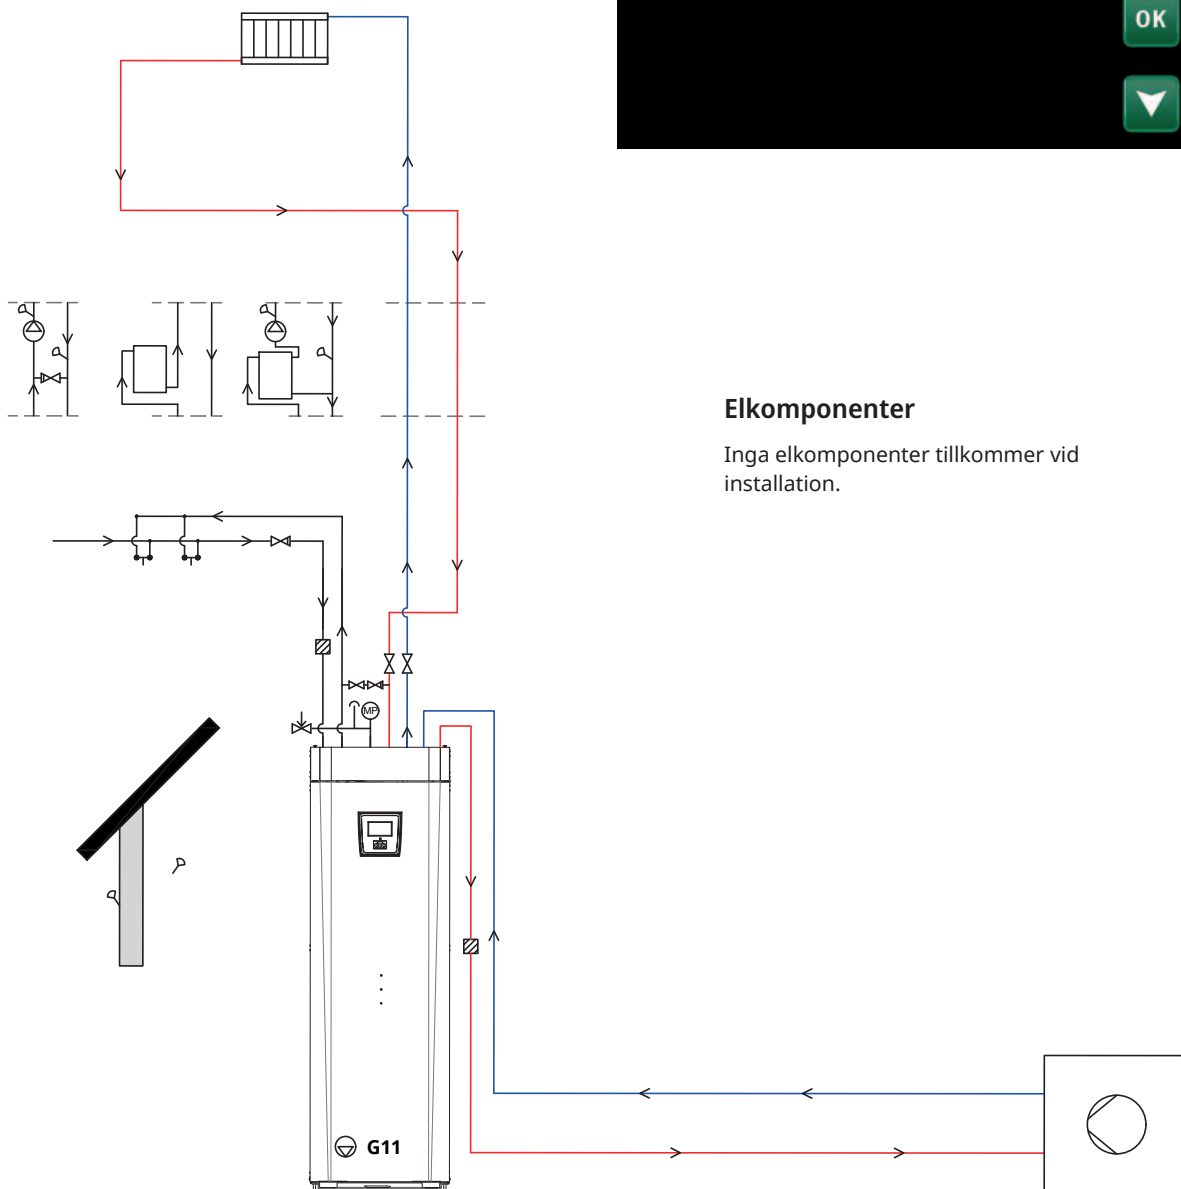 OK
Elkomponenter
Inga elkomponenter tillkommer vid
installation.
MP
G11